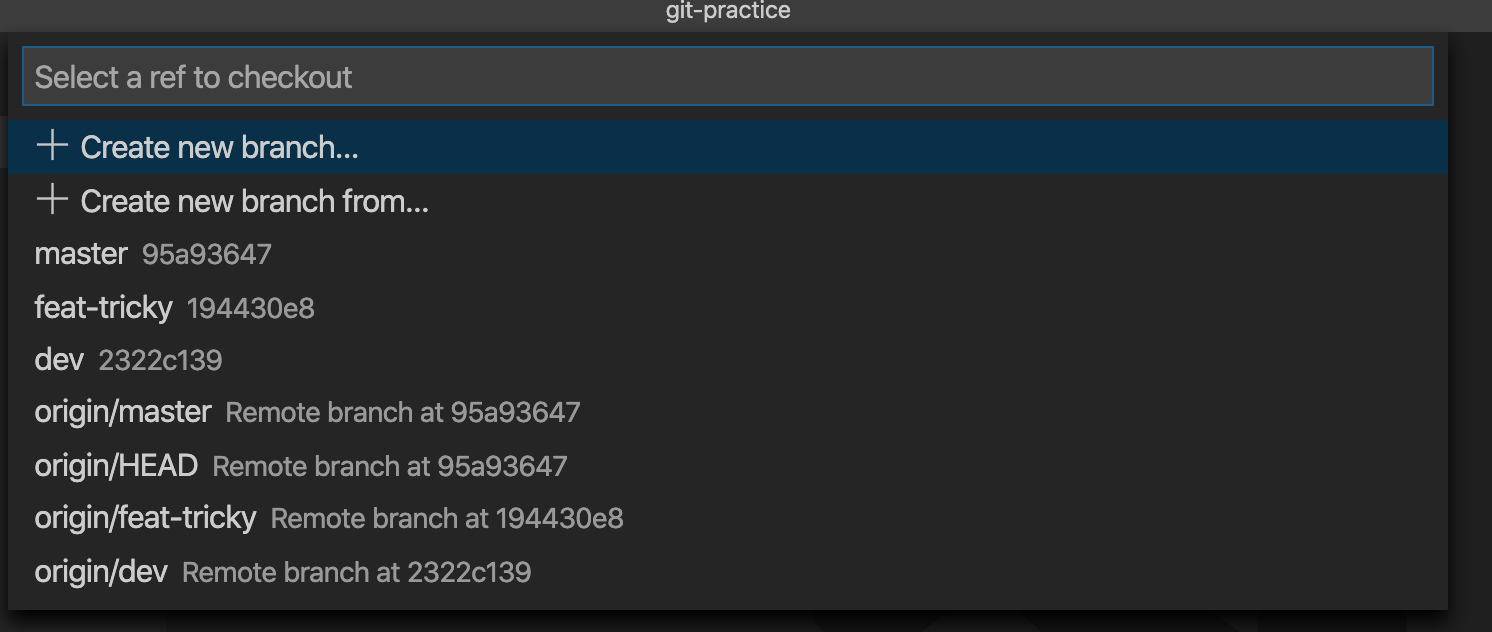 git-practice
Select a ref to checkout
+ Create new branch...
+ Create new branch from...
master 95a93647
feat-tricky 194430e8
dev 2322c139
origin/master Remote branch at 95a93647
origin/HEAD Remote branch at 95a93647
origin/feat-tricky Remote branch at 194430e8
origin/dev Remote branch at 2322c139